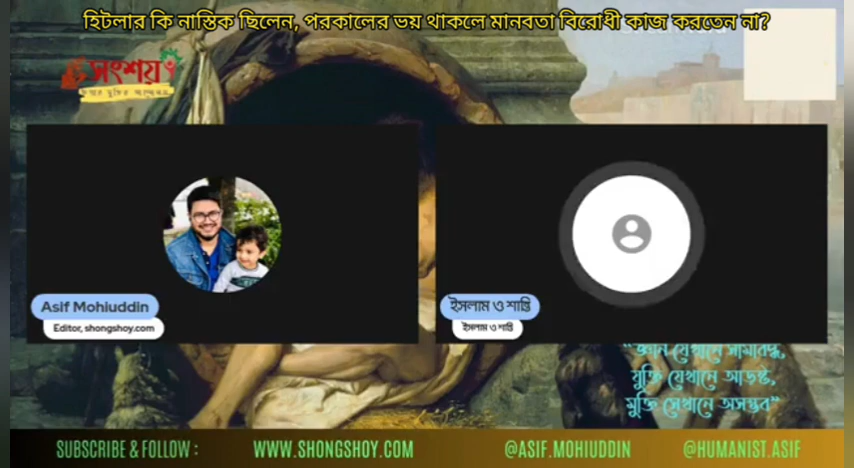 হিটলার কি নাস্তিক ছিলেন, পরকালের ভয় থাকলে মানবতা বিরোধী কাজ করতেন না?
সংশয়
Asif Mohiuddin
Editor, shongshoy.com
ইসলাম ও শান্তি
ইসলাম ও শান্তি
“জ্ঞান যেখানে সীমাবদ্ধ,
যুক্তি যেখানে আড়ষ্ট,
মুক্তি সেখানে অসম্ভব”
SUBSCRIBE & FOLLOW :
WWW.SHONGSHOY.COM
@ASIF.MOHIUDDIN
@HUMANIST.ASIF